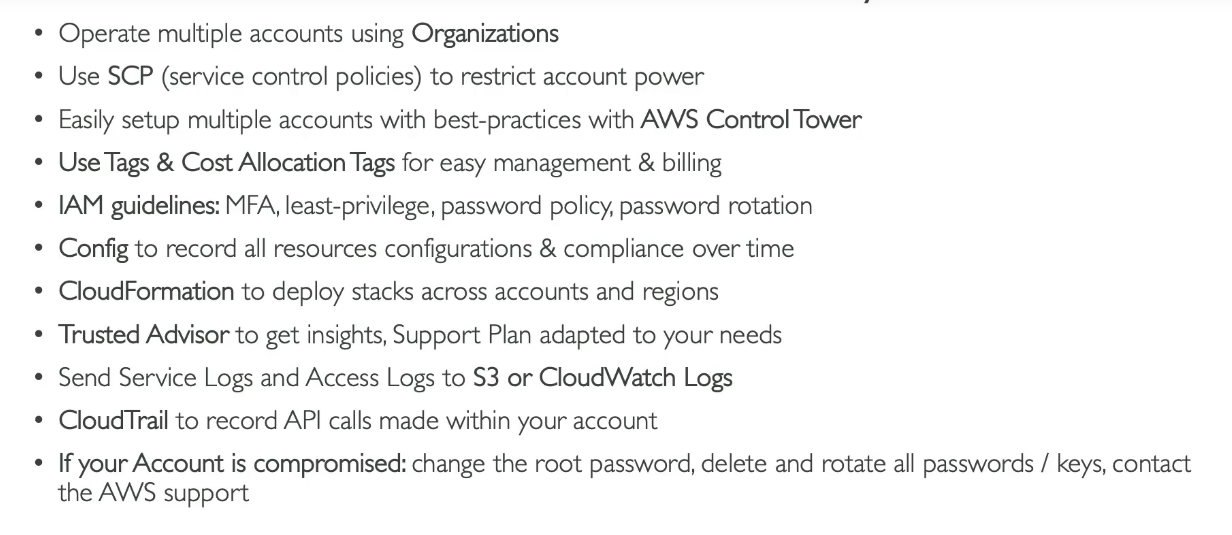 • Operate multiple accounts using Organizations
• Use SCP (service control policies) to restrict account power
• Easily setup multiple accounts with best-practices with AWS Control Tower
• Use Tags & Cost Allocation Tags for easy management & billing
• IAM guidelines: MFA, least-privilege, password policy, password rotation
• Config to record all resources configurations & compliance over time
• CloudFormation to deploy stacks across accounts and regions
• Trusted Advisor to get insights, Support Plan adapted to your needs
• Send Service Logs and Access Logs to S3 or CloudWatch Logs
• CloudTrail to record API calls made within your account
• If your Account is compromised: change the root password, delete and rotate all passwords / keys, contact
the AWS support